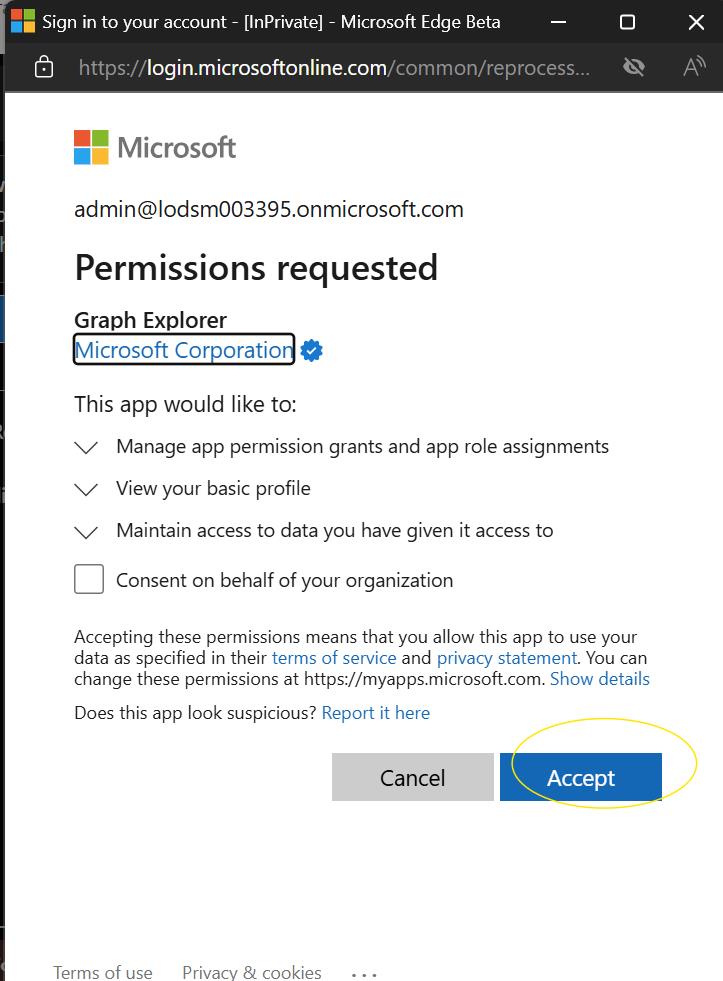 Sign in to your account - [InPrivate] - Microsoft Edge Beta
https://login.microsoftonline.com/common/reprocess...
Microsoft
admin@lodsm003395.onmicrosoft.com
Permissions requested
Graph Explorer
Microsoft Corporation
This app would like to:
Manage app permission grants and app role assignments
View your basic profile
Maintain access to data you have given it access to
Consent on behalf of your organization
Accepting these permissions means that you allow this app to use your
data as specified in their terms of service and privacy statement. You can
change these permissions at https://myapps.microsoft.com. Show details
Does this app look suspicious? Report it here
Cancel Accept
Terms of use Privacy & cookies ...